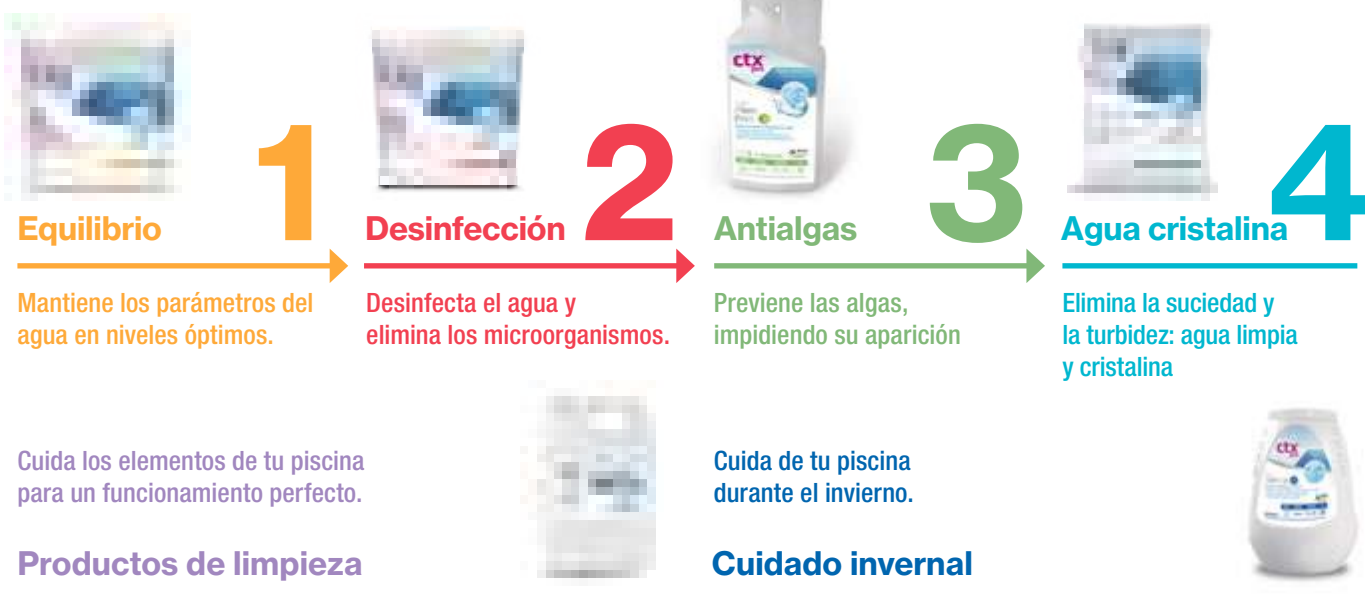 1
Equilibrio
Mantiene los parámetros del
agua en niveles óptimos.
2
Desinfección
Desinfecta el agua y
elimina los microorganismos.
ctx
3
Antialgas
Previene las algas,
impidiendo su aparición
4
Agua cristalina
Elimina la suciedad y
la turbidez: agua limpia
y cristalina
Cuida los elementos de tu piscina
para un funcionamiento perfecto.
Productos de limpieza
Cuida de tu piscina
durante el invierno.
Cuidado invernal
ctx